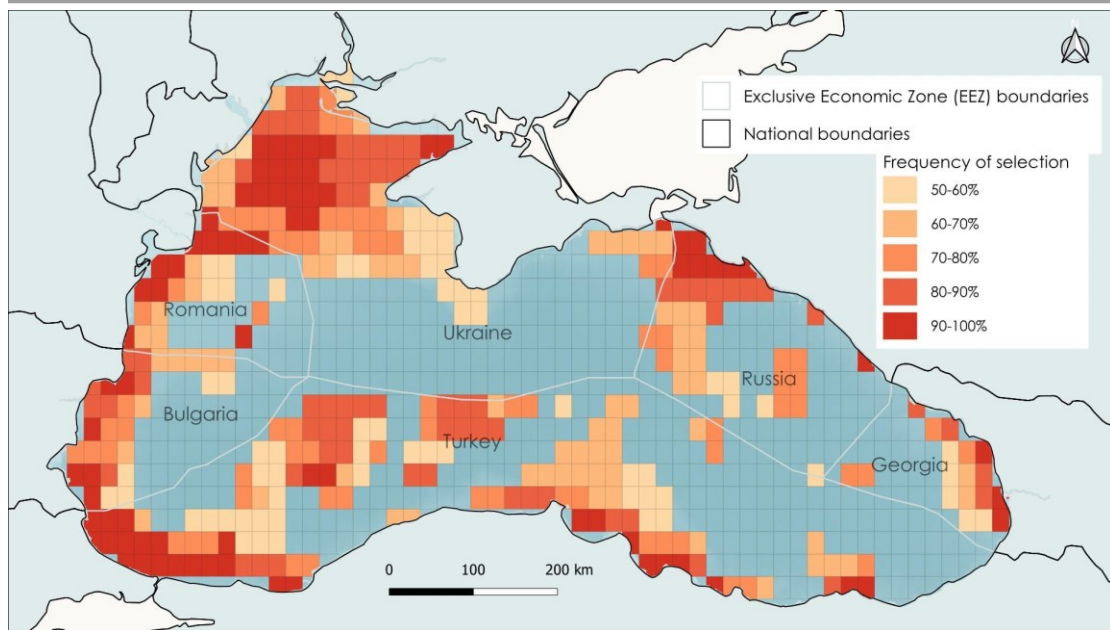 N
Exclusive Economic Zone (EEZ) boundaries
National boundaries
Frequency of selection
50-60%
60-70%
70-80%
80-90%
90-100%
Romania
Ukraine
Russia
Bulgaria
Turkey
Georgia
0 100 200 km